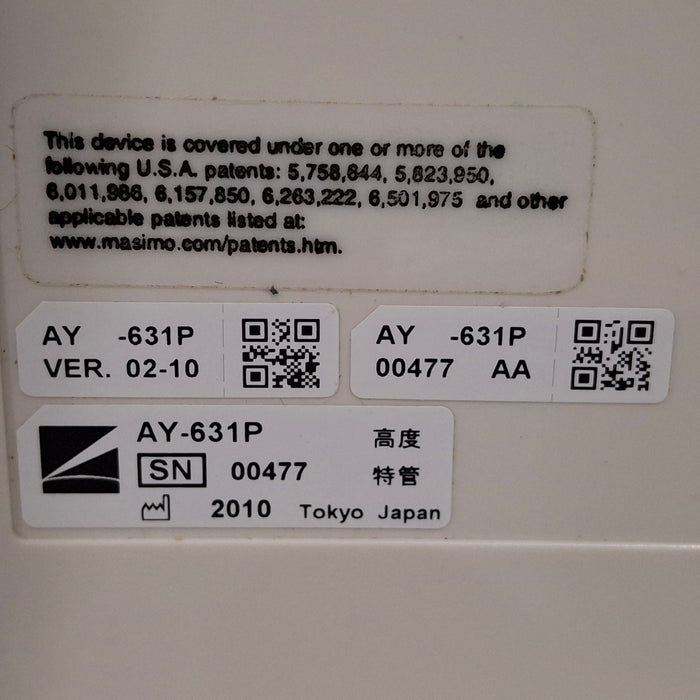 This device is covered under one or more of the
following U.S.A. patents: 5,758,644, 5,823,950,
6,011,986, 6,157,850, 6,263,222, 6,501,975 and other
applicable patents listed at:
www.masimo.com/patents.htm.
AY -631P
VER. 02-10
AY -631P
00477 AA
AY-631P
高度
SN 00477
特管
2010 Tokyo Japan